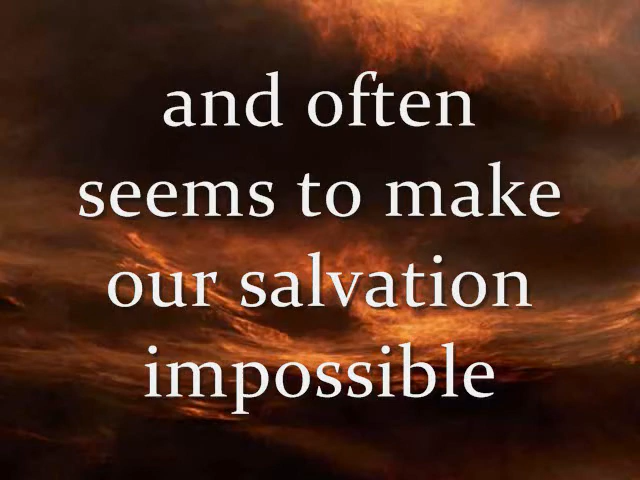 and often
seems to make
our salvation
impossible